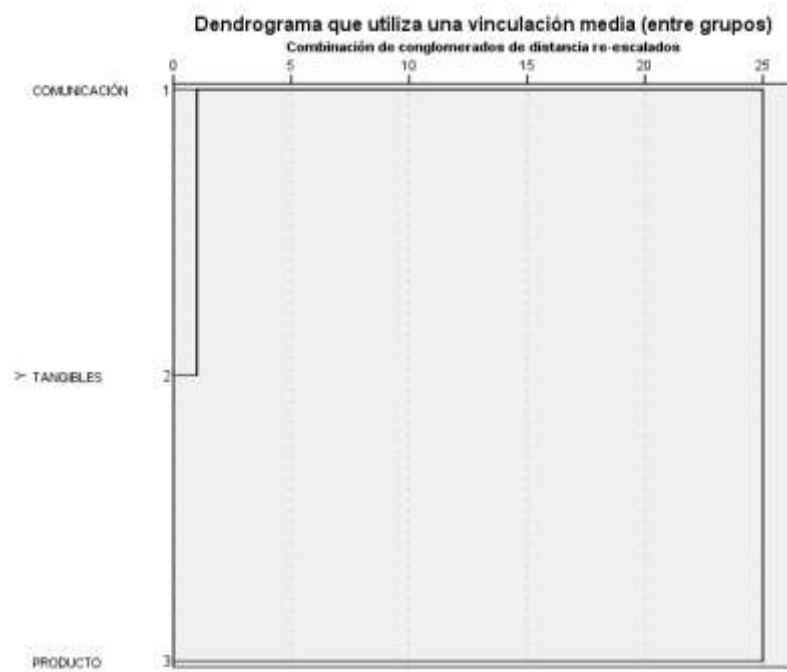 Dendrograma que utiliza una vinculación media (entre grupos)
Combinación de conglomerados de distancia re-escalados
0 5 10 15 20 25
COMUNICACIÓN 1
Y TANGIBLES 2
PRODUCTO 3